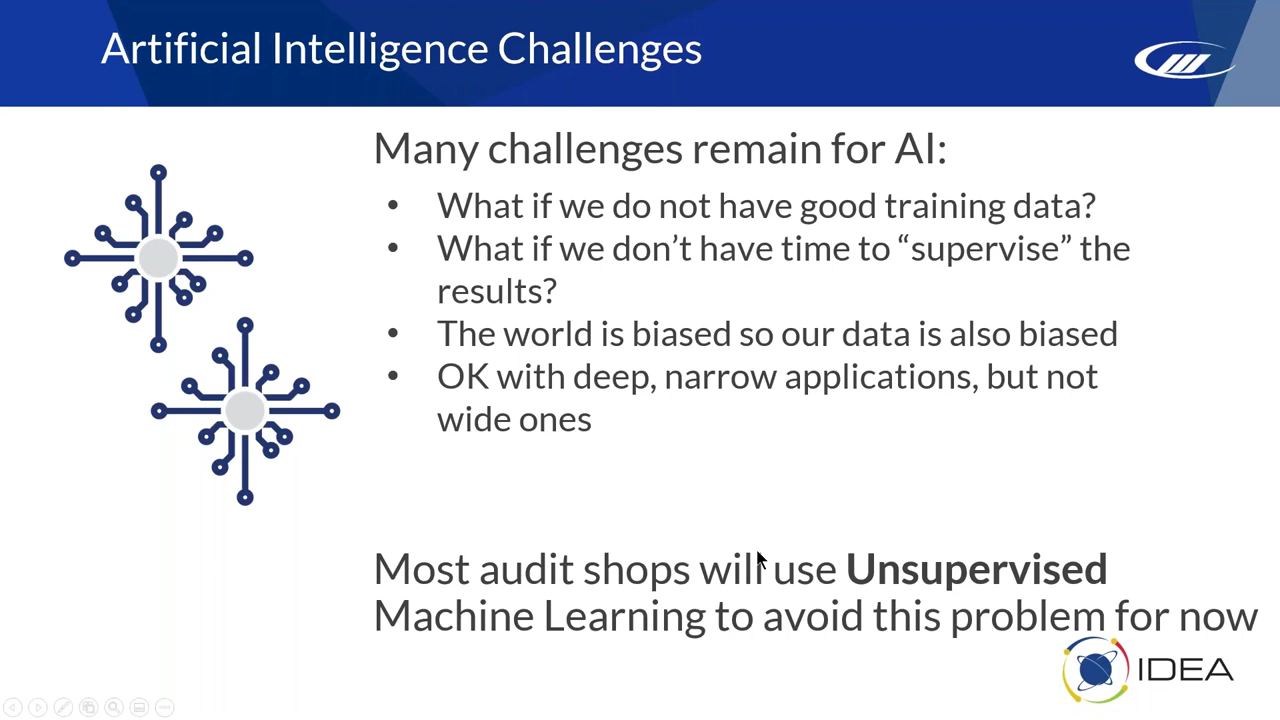 Artificial Intelligence Challenges
Many challenges remain for AI:
• What if we do not have good training data?
• What if we don’t have time to “supervise” the
results?
• The world is biased so our data is also biased
• OK with deep, narrow applications, but not
wide ones
Most audit shops will use Unsupervised
Machine Learning to avoid this problem for now
IDEA